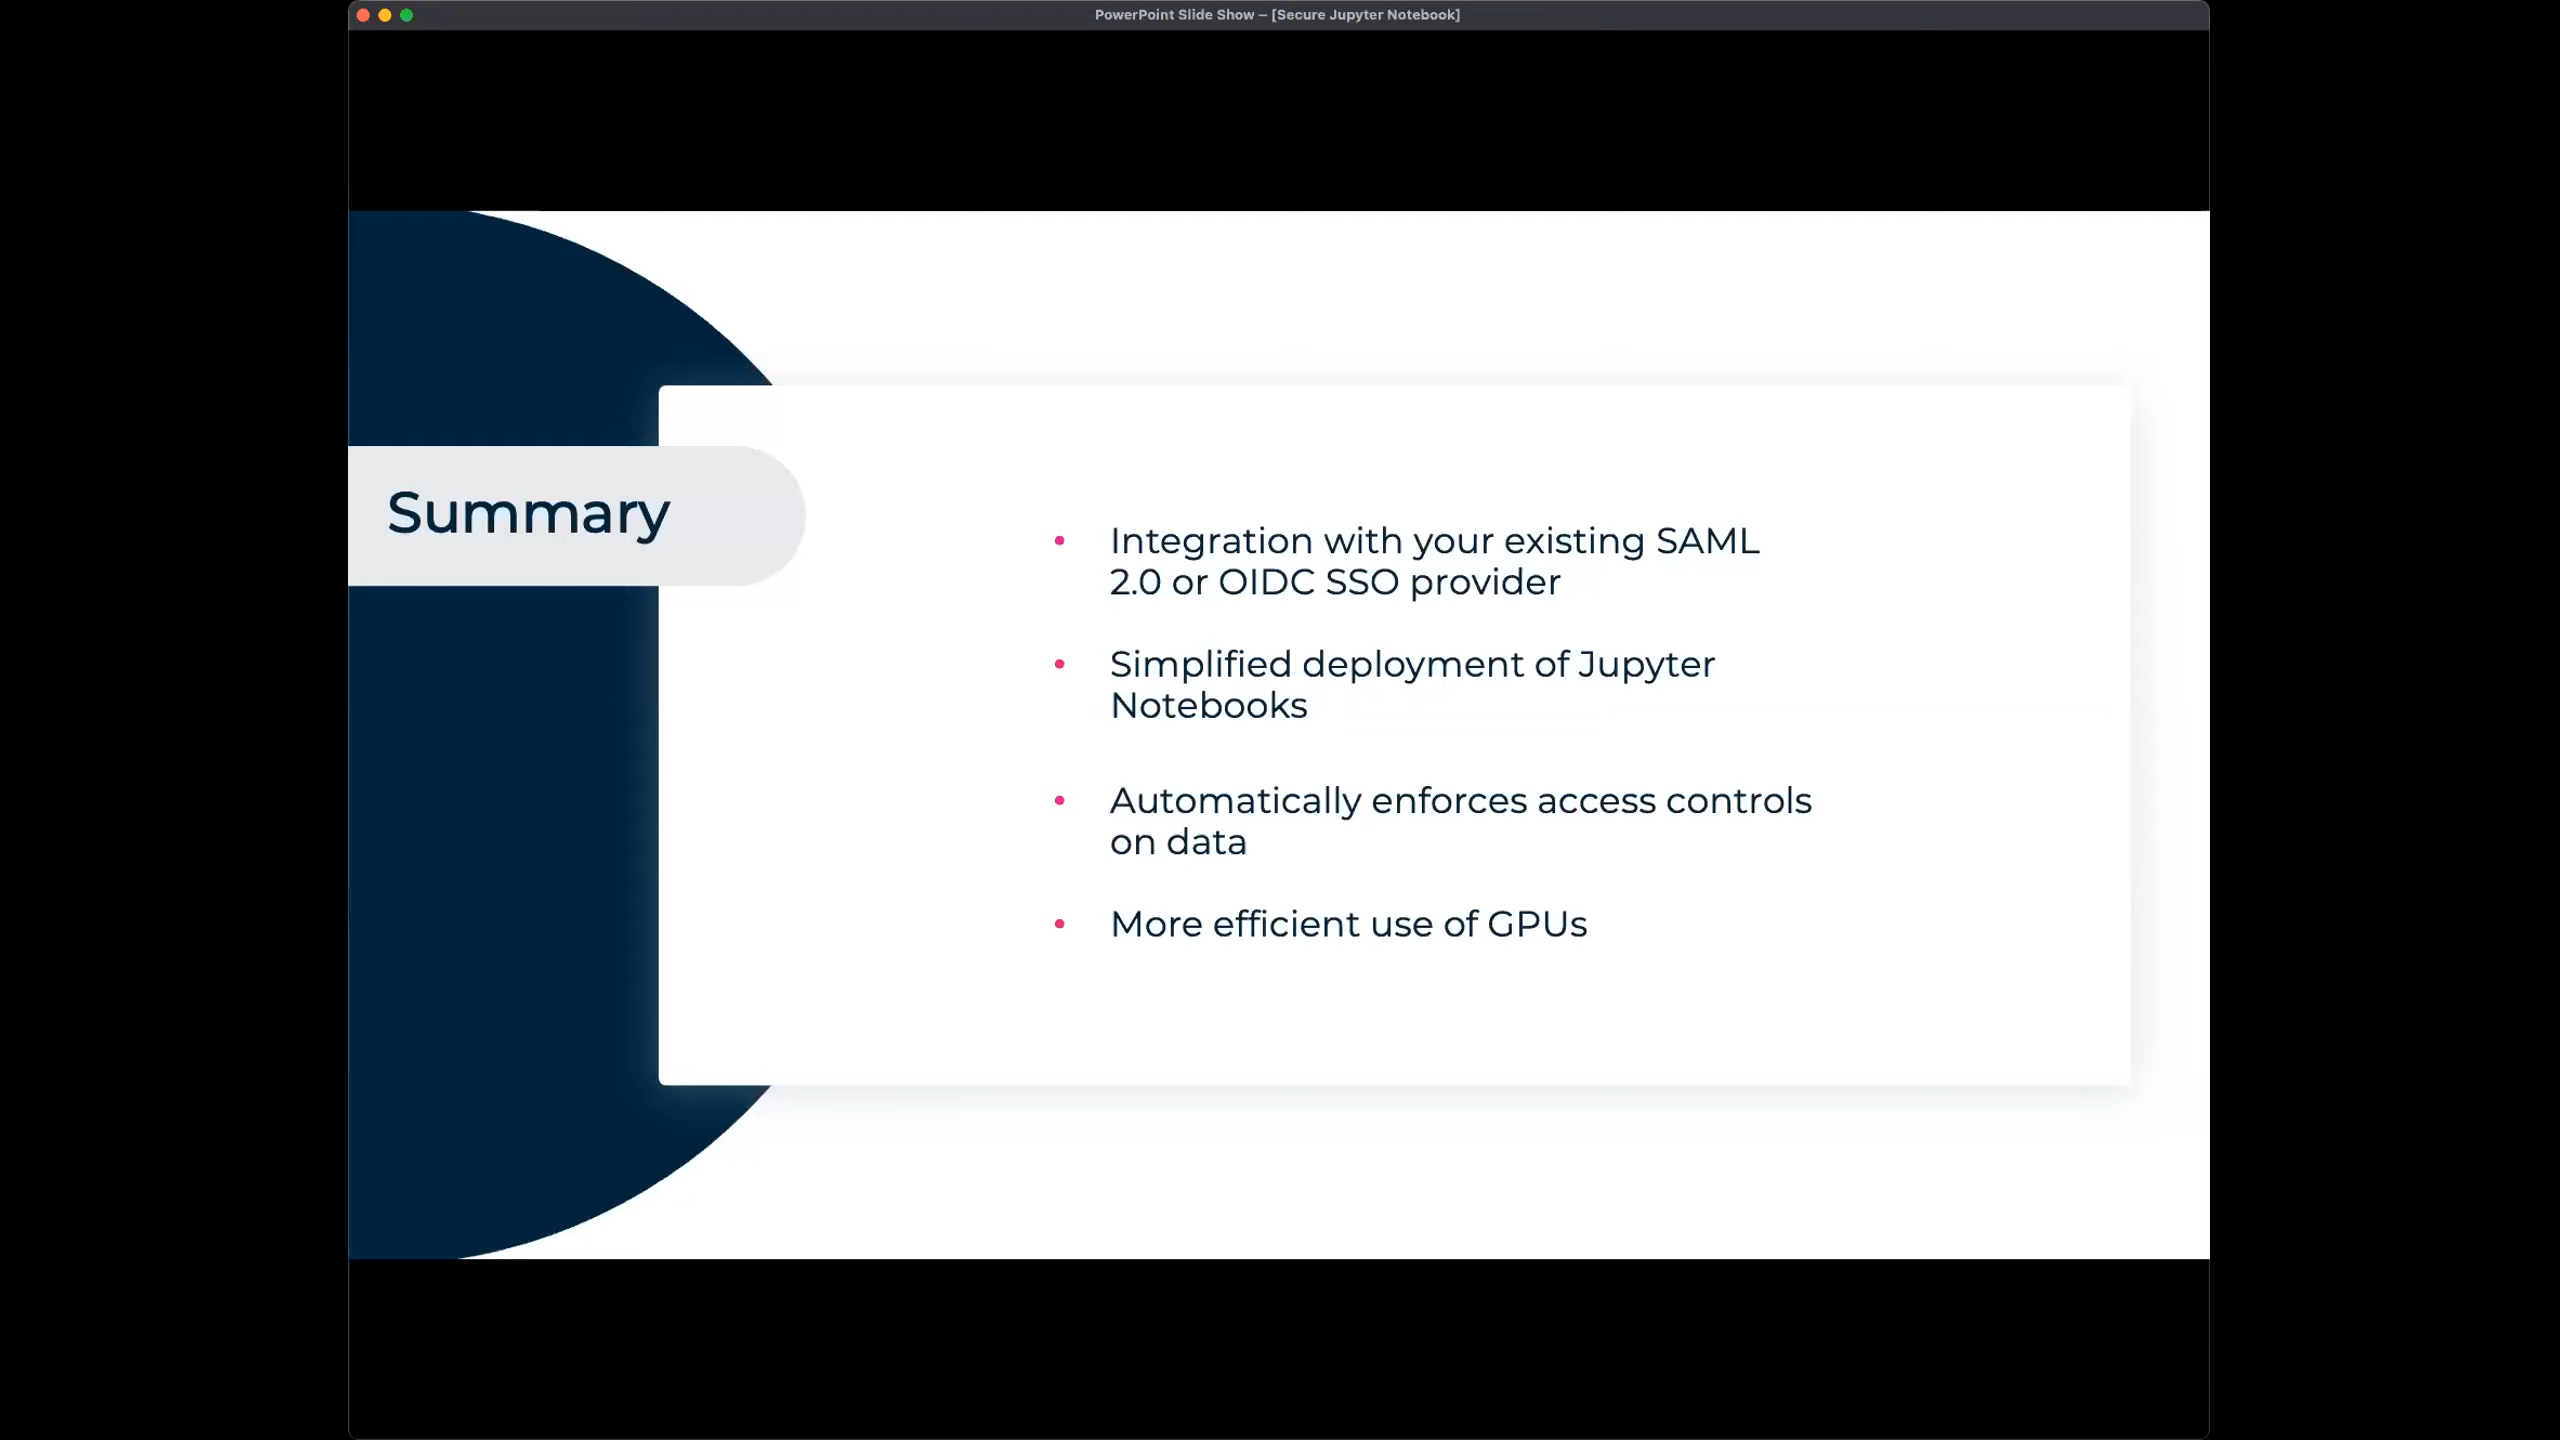 PowerPoint Slide Show – [Secure Jupyter Notebook]
Summary
• Integration with your existing SAML
2.0 or OIDC SSO provider
• Simplified deployment of Jupyter
Notebooks
• Automatically enforces access controls
on data
• More efficient use of GPUs